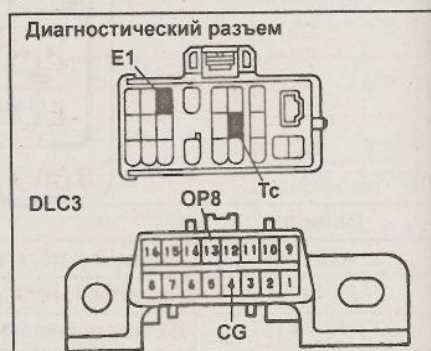 Диагностический разъем
E1
Tc
DLC3
OP8
16 15 14 13 12 11 10 9
8 7 6 5 4 3 2 1
CG